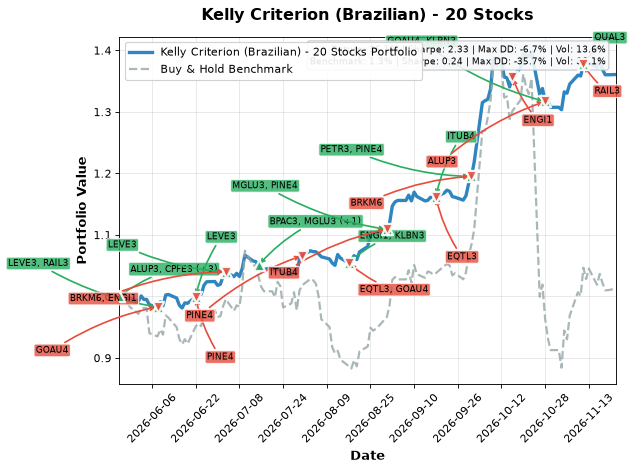 Kelly Criterion (Brazilian) - 20 Stocks
QUAL3
GOAU4, KLBN3
1.4
Kelly Criterion (Brazilian) - 20 Stocks Portfolio
Buy & Hold Benchmark
Sharpe: 2.33 | Max DD: -6.7% | Vol: 13.6%
Benchmark: 1.3% | Sharpe: 0.24 | Max DD: -35.7% | Vol:
RAIL3
1.3
ENGI1
ITUB4
PETR3, PINE4
ALUP3
1.2
MGLU3, PINE4
BRKM6
BPAC3, MGLU3 (+1)
LEVE3
ENGI1, KLBN3
1.1
LEVE3
EQTL3
LEVE3, RAIL3
ALUP3, CPFE3 (+3)
ITUB4
EQTL3, GOAU4
BRKM6, ENGI1
PINE4
GOAU4
PINE4
0.9
Portfolio Value
2026-06-06
2026-06-22
2026-07-08
2026-07-24
2026-08-09
2026-08-25
2026-09-10
2026-09-26
2026-10-12
2026-10-28
2026-11-13
Date